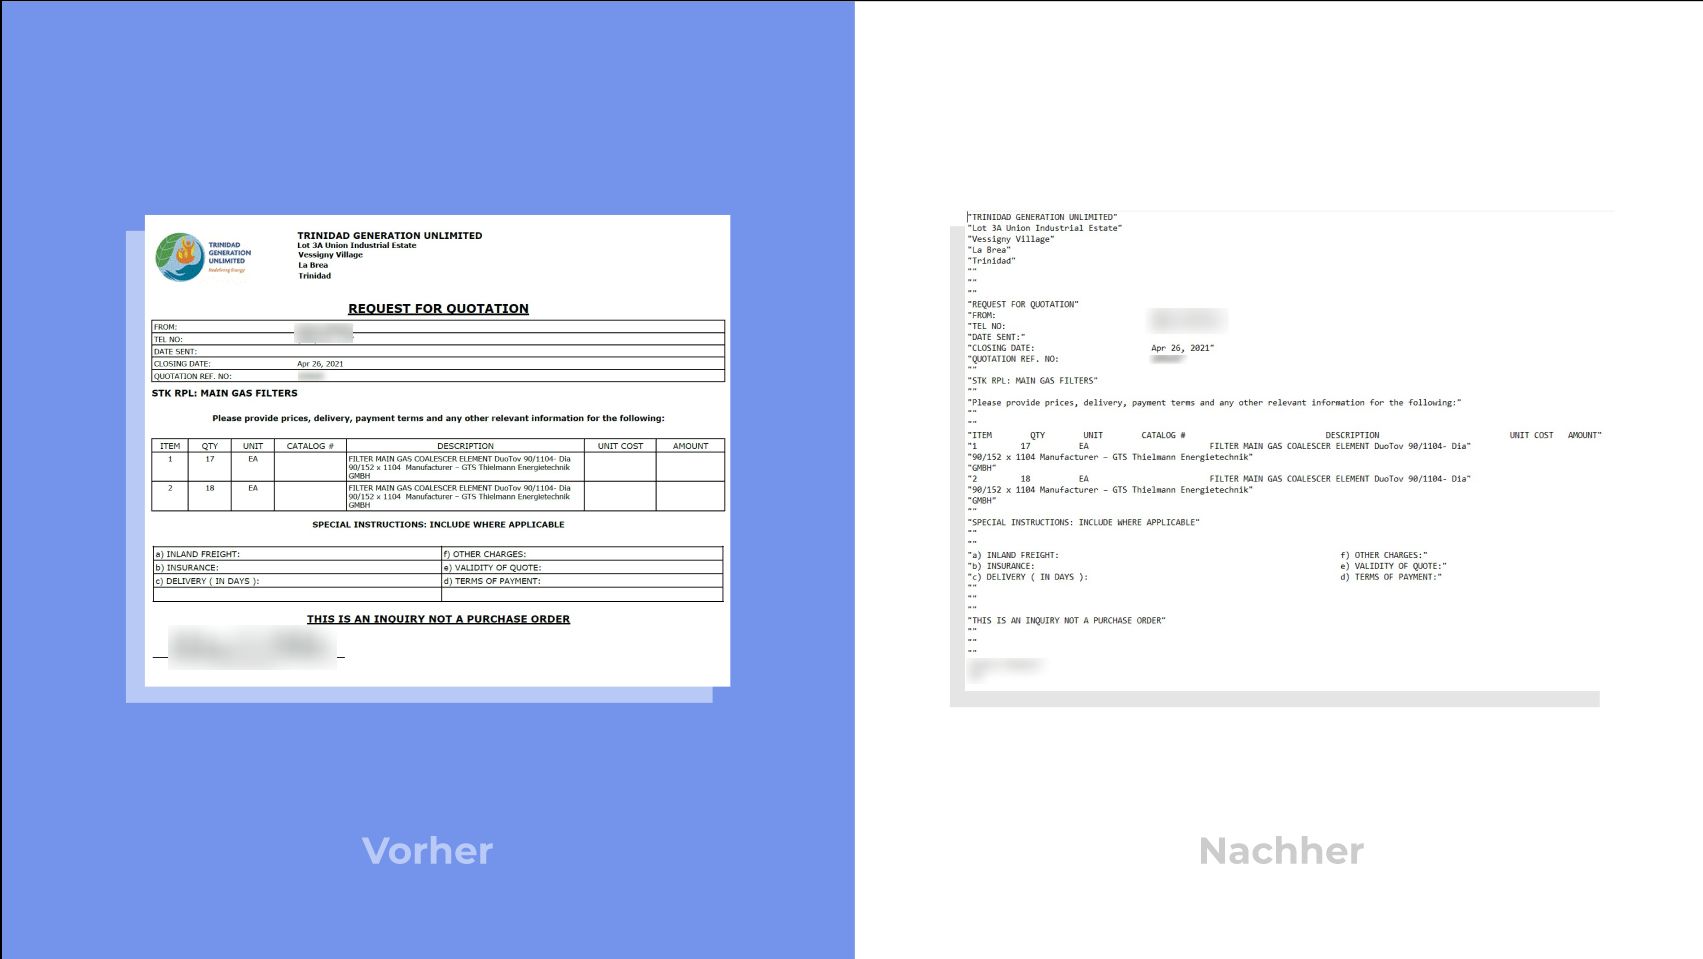 TRINIDAD
GENERATION
UNLIMITED
Redefining Energy
TRINIDAD GENERATION UNLIMITED
Lot 3A Union Industrial Estate
Vessigny Village
La Brea
Trinidad
REQUEST FOR QUOTATION
FROM:
TEL NO:
DATE SENT:
CLOSING DATE: Apr 26, 2021
QUOTATION REF. NO:
STK RPL: MAIN GAS FILTERS
Please provide prices, delivery, payment terms and any other relevant information for the following:
ITEM QTY UNIT CATALOG # DESCRIPTION UNIT COST AMOUNT
1 17 EA FILTER MAIN GAS COALESCER ELEMENT DuoTov 90/1104- Dia
90/152 x 1104 Manufacturer – GTS Thielmann Energietechnik
GMBH
2 18 EA FILTER MAIN GAS COALESCER ELEMENT DuoTov 90/1104- Dia
90/152 x 1104 Manufacturer – GTS Thielmann Energietechnik
GMBH
SPECIAL INSTRUCTIONS: INCLUDE WHERE APPLICABLE
a) INLAND FREIGHT: f) OTHER CHARGES:
b) INSURANCE: e) VALIDITY OF QUOTE:
c) DELIVERY ( IN DAYS ): d) TERMS OF PAYMENT:
THIS IS AN INQUIRY NOT A PURCHASE ORDER
Vorher
"TRINIDAD GENERATION UNLIMITED"
"Lot 3A Union Industrial Estate"
"Vessigny Village"
"La Brea"
"Trinidad"
""
""
""
"REQUEST FOR QUOTATION"
"FROM:
"TEL NO:
"DATE SENT:"
"CLOSING DATE: Apr 26, 2021"
"QUOTATION REF. NO:
""
"STK RPL: MAIN GAS FILTERS"
""
"Please provide prices, delivery, payment terms and any other relevant information for the following:"
""
""
"ITEM QTY UNIT CATALOG # DESCRIPTION UNIT COST AMOUNT"
"1 17 EA FILTER MAIN GAS COALESCER ELEMENT DuoTov 90/1104- Dia"
"90/152 x 1104 Manufacturer – GTS Thielmann Energietechnik"
"GMBH"
"2 18 EA FILTER MAIN GAS COALESCER ELEMENT DuoTov 90/1104- Dia"
"90/152 x 1104 Manufacturer – GTS Thielmann Energietechnik"
"GMBH"
""
"SPECIAL INSTRUCTIONS: INCLUDE WHERE APPLICABLE"
""
""
"a) INLAND FREIGHT: f) OTHER CHARGES:"
"b) INSURANCE: e) VALIDITY OF QUOTE:"
"c) DELIVERY ( IN DAYS ): d) TERMS OF PAYMENT:"
""
""
""
"THIS IS AN INQUIRY NOT A PURCHASE ORDER"
""
""
""
Nachher